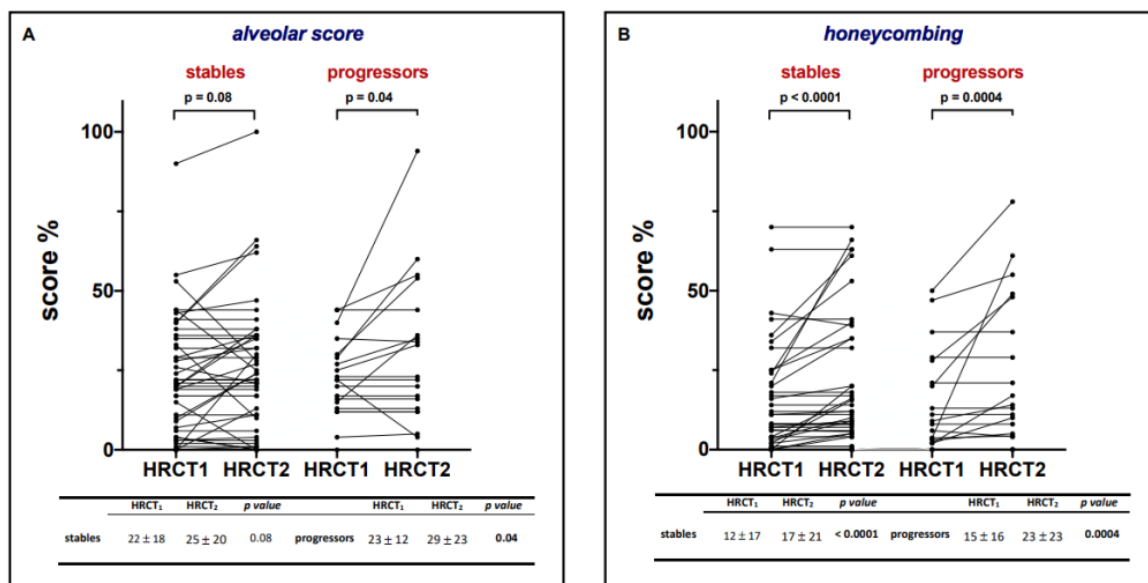 A
alveolar score
stables progressors
p = 0.08 p = 0.04
100
50
0
score %
HRCT1 HRCT2 HRCT1 HRCT2
HRCT₁ HRCT₂ p value HRCT₁ HRCT₂ p value
stables 22 ± 18 25 ± 20 0.08 progressors 23 ± 12 29 ± 23 0.04
B
honeycombing
stables progressors
p < 0.0001 p = 0.0004
100
50
0
score %
HRCT1 HRCT2 HRCT1 HRCT2
HRCT₁ HRCT₂ p value HRCT₁ HRCT₂ p value
stables 12 ± 17 17 ± 21 < 0.0001 progressors 15 ± 16 23 ± 23 0.0004